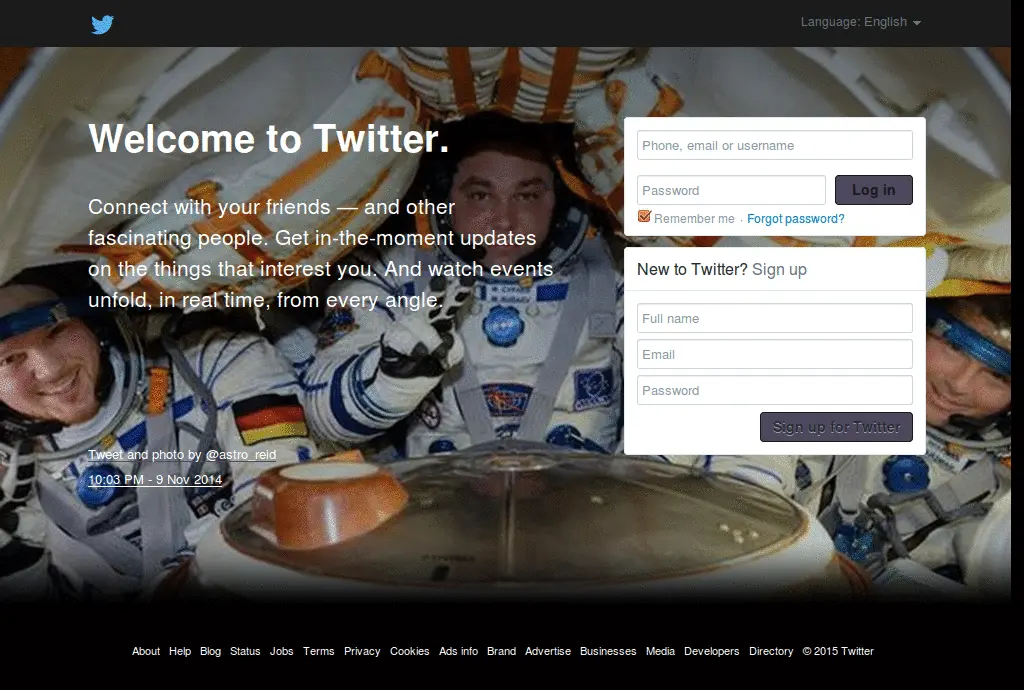 Language: English
Welcome to Twitter.
Connect with your friends — and other
fascinating people. Get in-the-moment updates
on the things that interest you. And watch events
unfold, in real time, from every angle.
Tweet and photo by @astro_reid
10:03 PM - 9 Nov 2014
Phone, email or username
Password
Log in
Remember me · Forgot password?
New to Twitter? Sign up
Full name
Email
Password
Sign up for Twitter
About Help Blog Status Jobs Terms Privacy Cookies Ads info Brand Advertise Businesses Media Developers Directory © 2015 Twitter